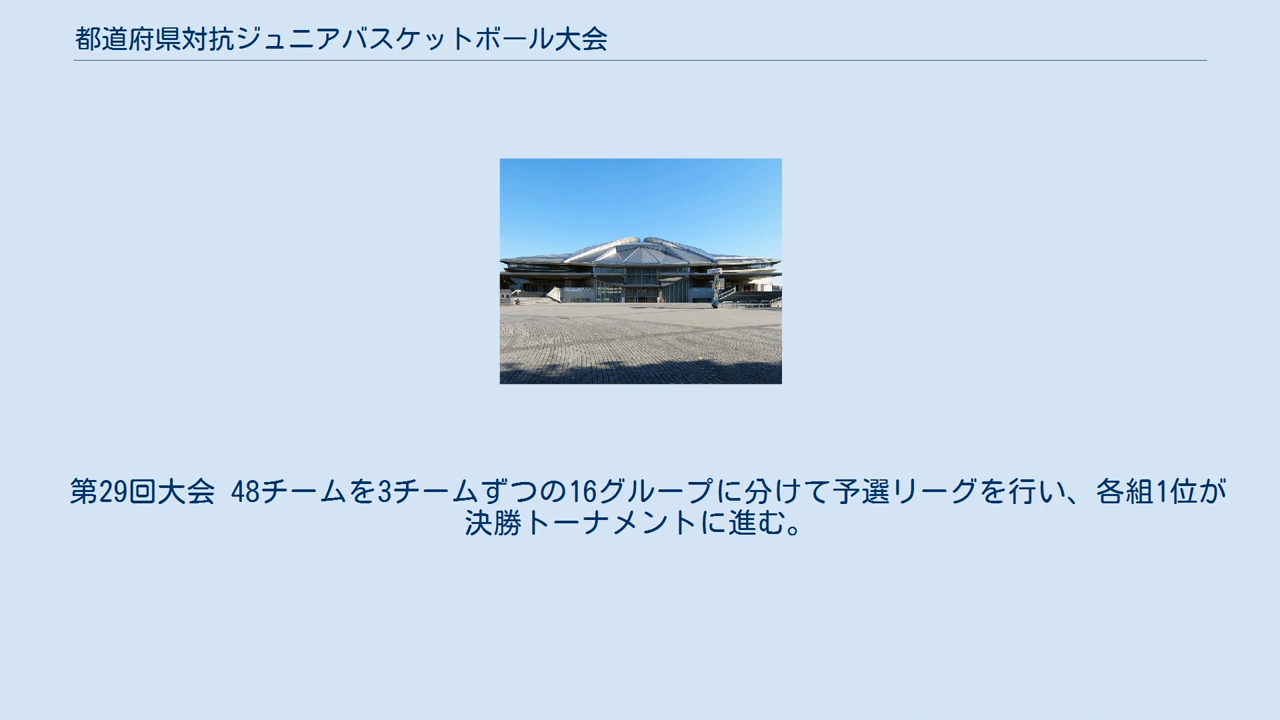 都道府県対抗ジュニアバスケットボール大会
第29回大会 48チームを3チームずつの16グループに分けて予選リーグを行い、各組1位が
決勝トーナメントに進む。